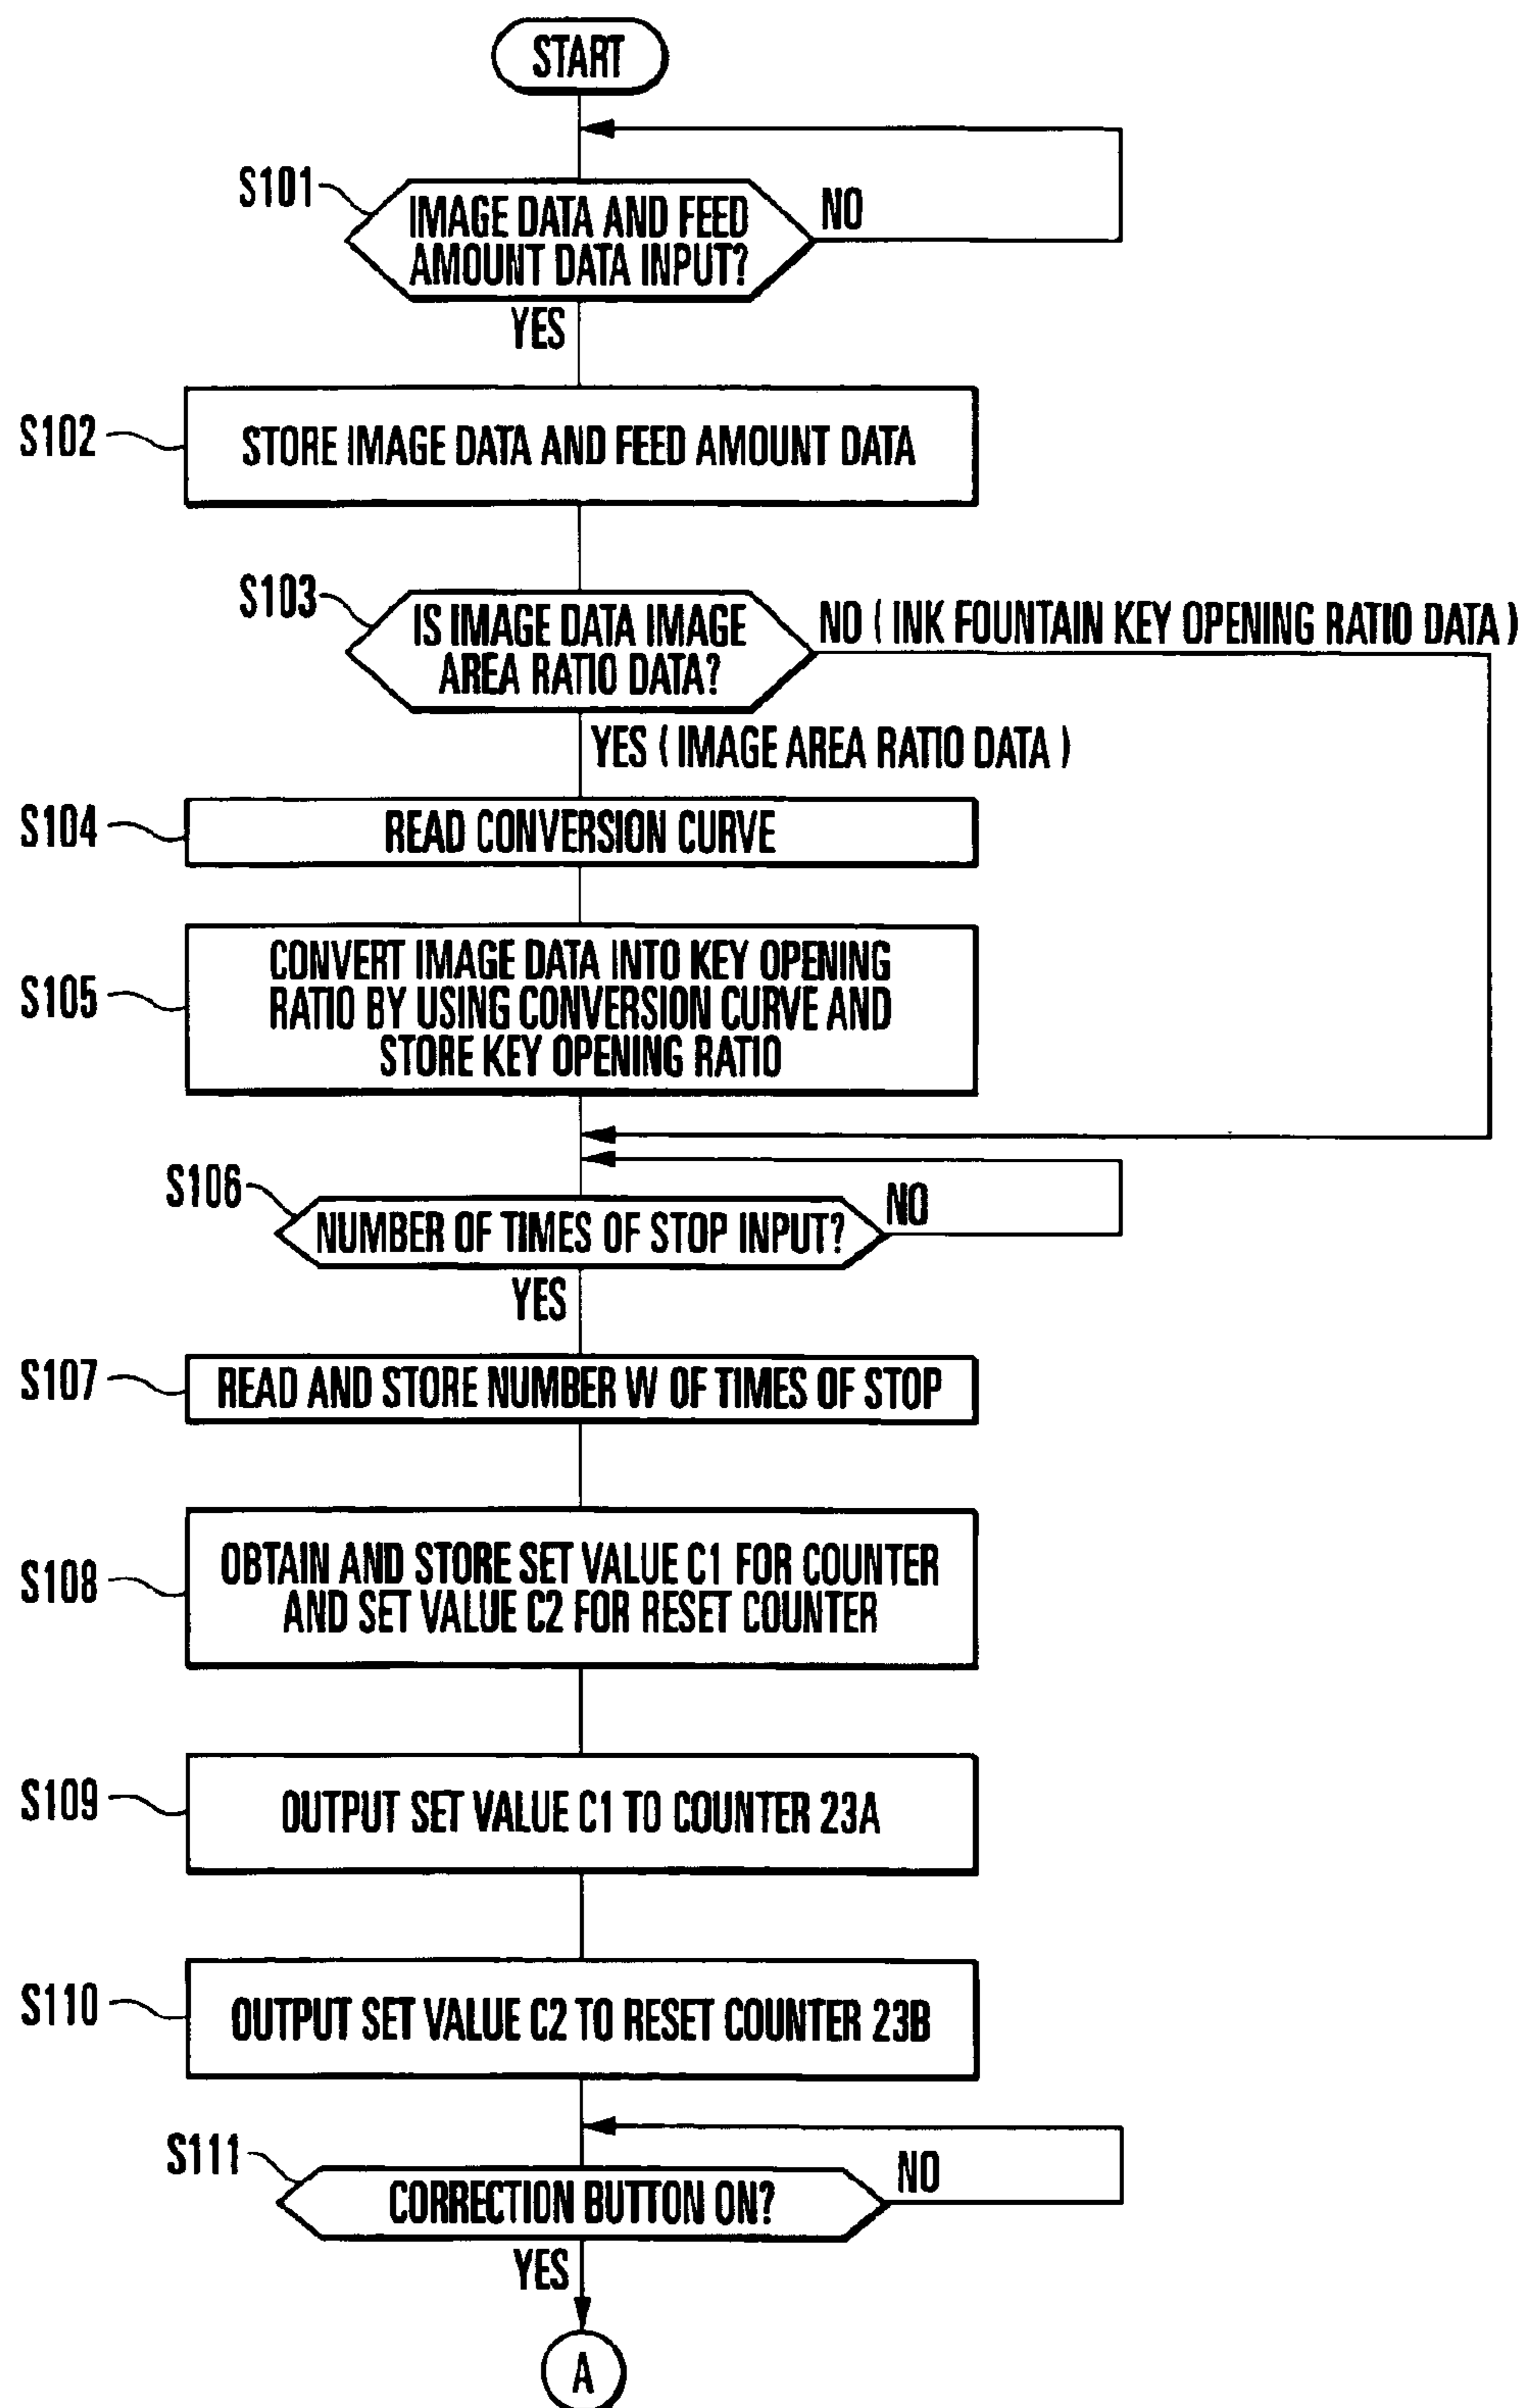 START
S101
IMAGE DATA AND FEED
AMOUNT DATA INPUT?
NO
YES
S102
STORE IMAGE DATA AND FEED AMOUNT DATA
S103
IS IMAGE DATA IMAGE
AREA RATIO DATA?
NO ( INK FOUNTAIN KEY OPENING RATIO DATA )
YES ( IMAGE AREA RATIO DATA )
S104
READ CONVERSION CURVE
S105
CONVERT IMAGE DATA INTO KEY OPENING
RATIO BY USING CONVERSION CURVE AND
STORE KEY OPENING RATIO
S106
NUMBER OF TIMES OF STOP INPUT?
NO
YES
S107
READ AND STORE NUMBER W OF TIMES OF STOP
S108
OBTAIN AND STORE SET VALUE C1 FOR COUNTER
AND SET VALUE C2 FOR RESET COUNTER
S109
OUTPUT SET VALUE C1 TO COUNTER 23A
S110
OUTPUT SET VALUE C2 TO RESET COUNTER 23B
S111
CORRECTION BUTTON ON?
NO
YES
A